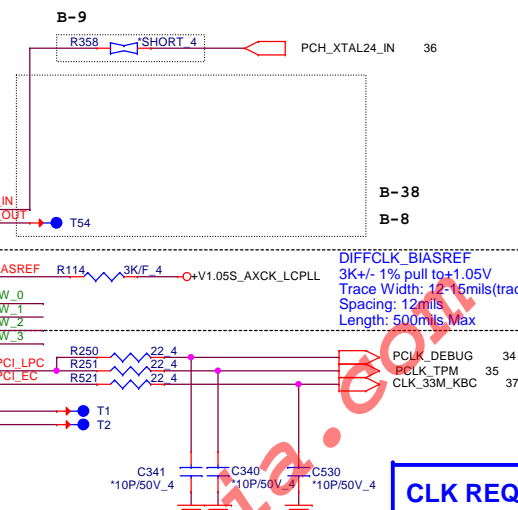 B-9
R358 *SHORT_4 PCH_XTAL24_IN 36
IN
OUT T54
B-38
B-8
DIFFCLK_BIASREF
3K+/- 1% pull to+1.05V
Trace Width: 12-15mils(trac
Spacing: 12mils
Length: 500mils Max
ASREF R114 3K/F_4 +V1.05S_AXCK_LCPLL
W_0
W_1
W_2
W_3
PCI_LPC R250 22_4 PCLK_DEBUG 34
R251 22_4 PCLK_TPM 35
PCI_EC R521 22_4 CLK_33M_KBC 37
T1
T2
C341 C340 C530
*10P/50V_4 *10P/50V_4 *10P/50V_4
CLK REQ
ia.com